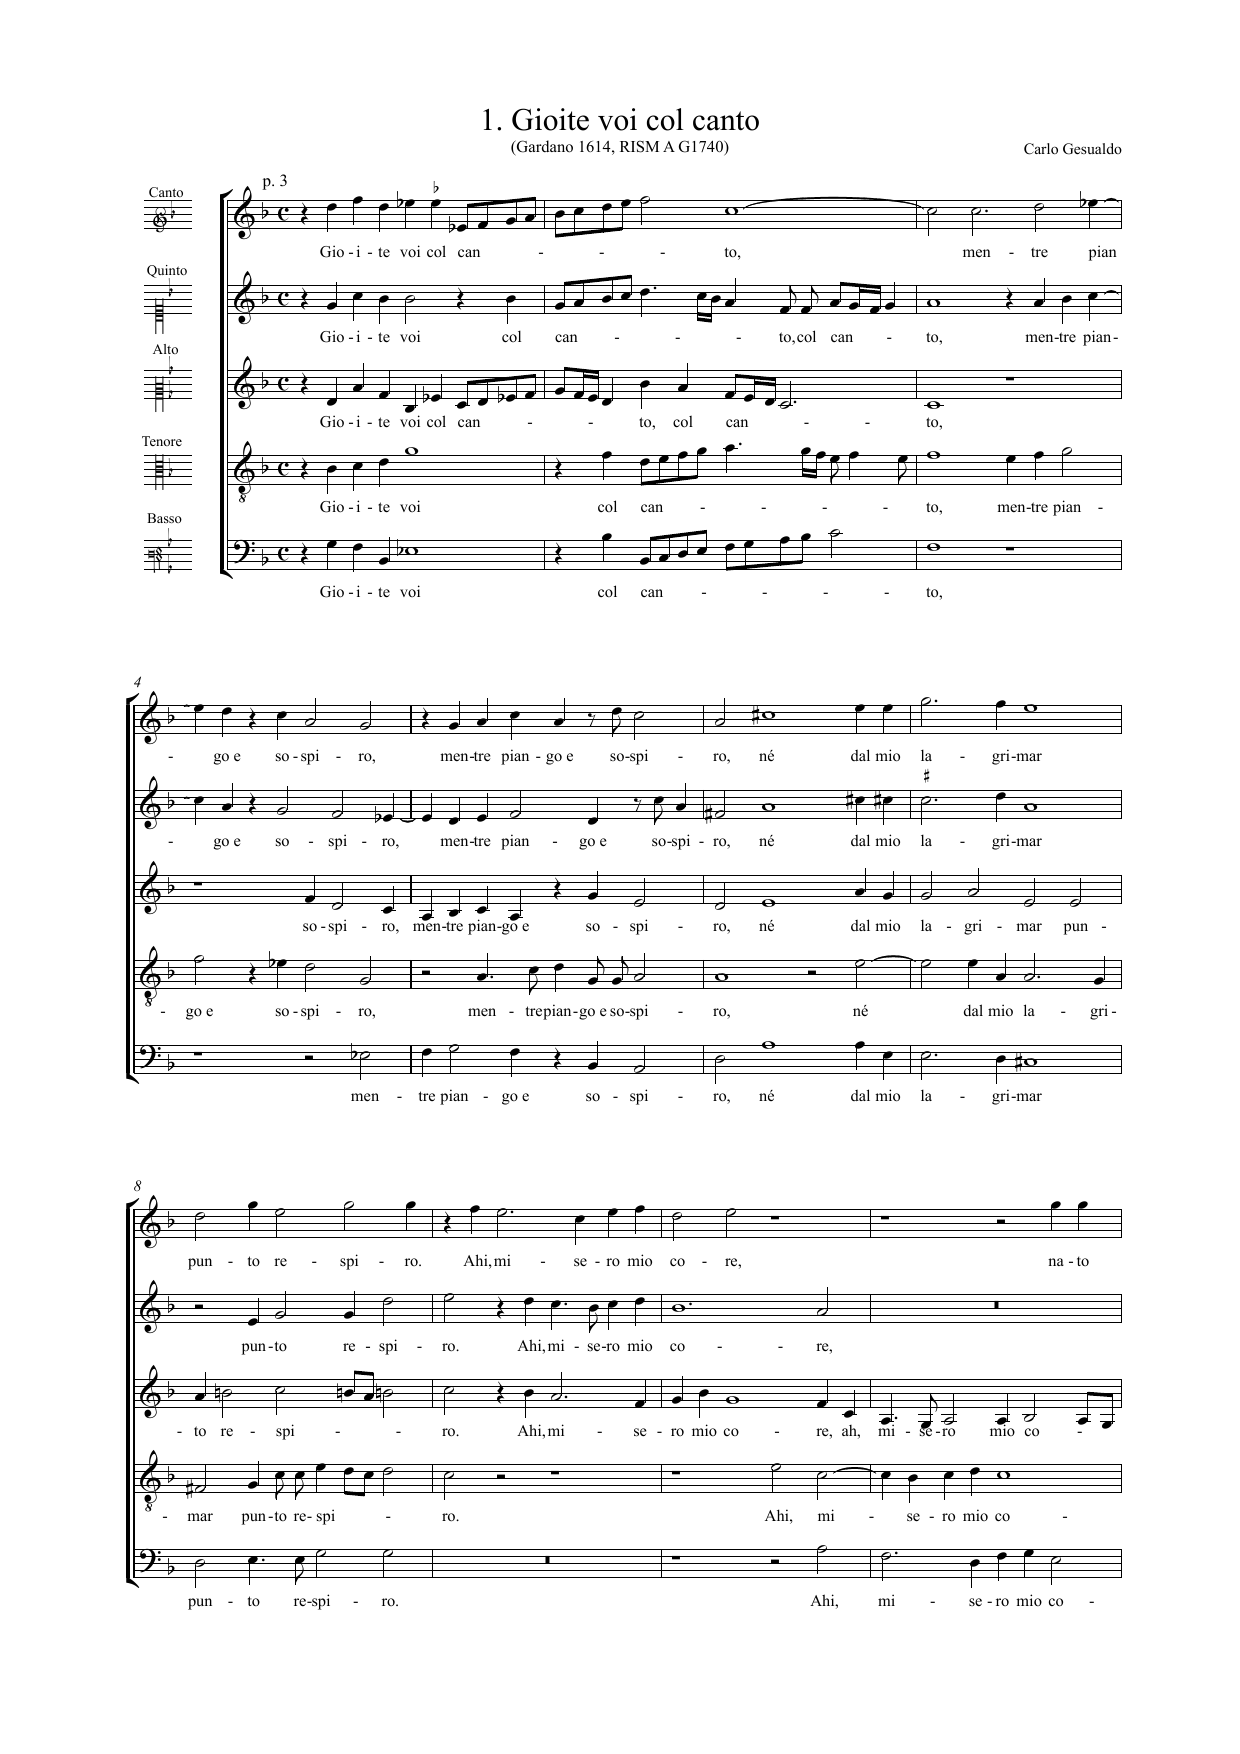 1. Gioite voi col canto
(Gardano 1614, RISM A G1740)
Carlo Gesualdo
p. 3
Canto
Gio - i - te voi col can - - - to, men - tre pian
Quinto
Gio - i - te voi col can - - - to, col can - to, men-tre pian-
Alto
Gio - i - te voi col can - - to, col can - - to,
Tenore
Gio - i - te voi col can - - - - to, men-tre pian -
Basso
Gio - i - te voi col can - - - - to,
4
- go e so - spi - ro, men-tre pian - go e so-spi - ro, né dal mio la - gri-mar
- go e so - spi - ro, men-tre pian - go e so-spi - ro, né dal mio la - gri-mar
so - spi - ro, men-tre pian-go e so - spi - ro, né dal mio la - gri - mar pun -
- go e so - spi - ro, men - tre pian-go e so-spi - ro, né dal mio la - gri-
men - tre pian - go e so - spi - ro, né dal mio la - gri-mar
8
pun - to re - spi - ro. Ahi, mi - se - ro mio co - re, na - to
pun-to re - spi - ro. Ahi, mi - se-ro mio co - - re,
- to re - spi - - ro. Ahi, mi - se - ro mio co - re, ah, mi - se-ro mio co -
- mar pun-to re- spi - ro. Ahi, mi - se - ro mio co -
pun - to re-spi - ro. Ahi, mi - se - ro mio co -